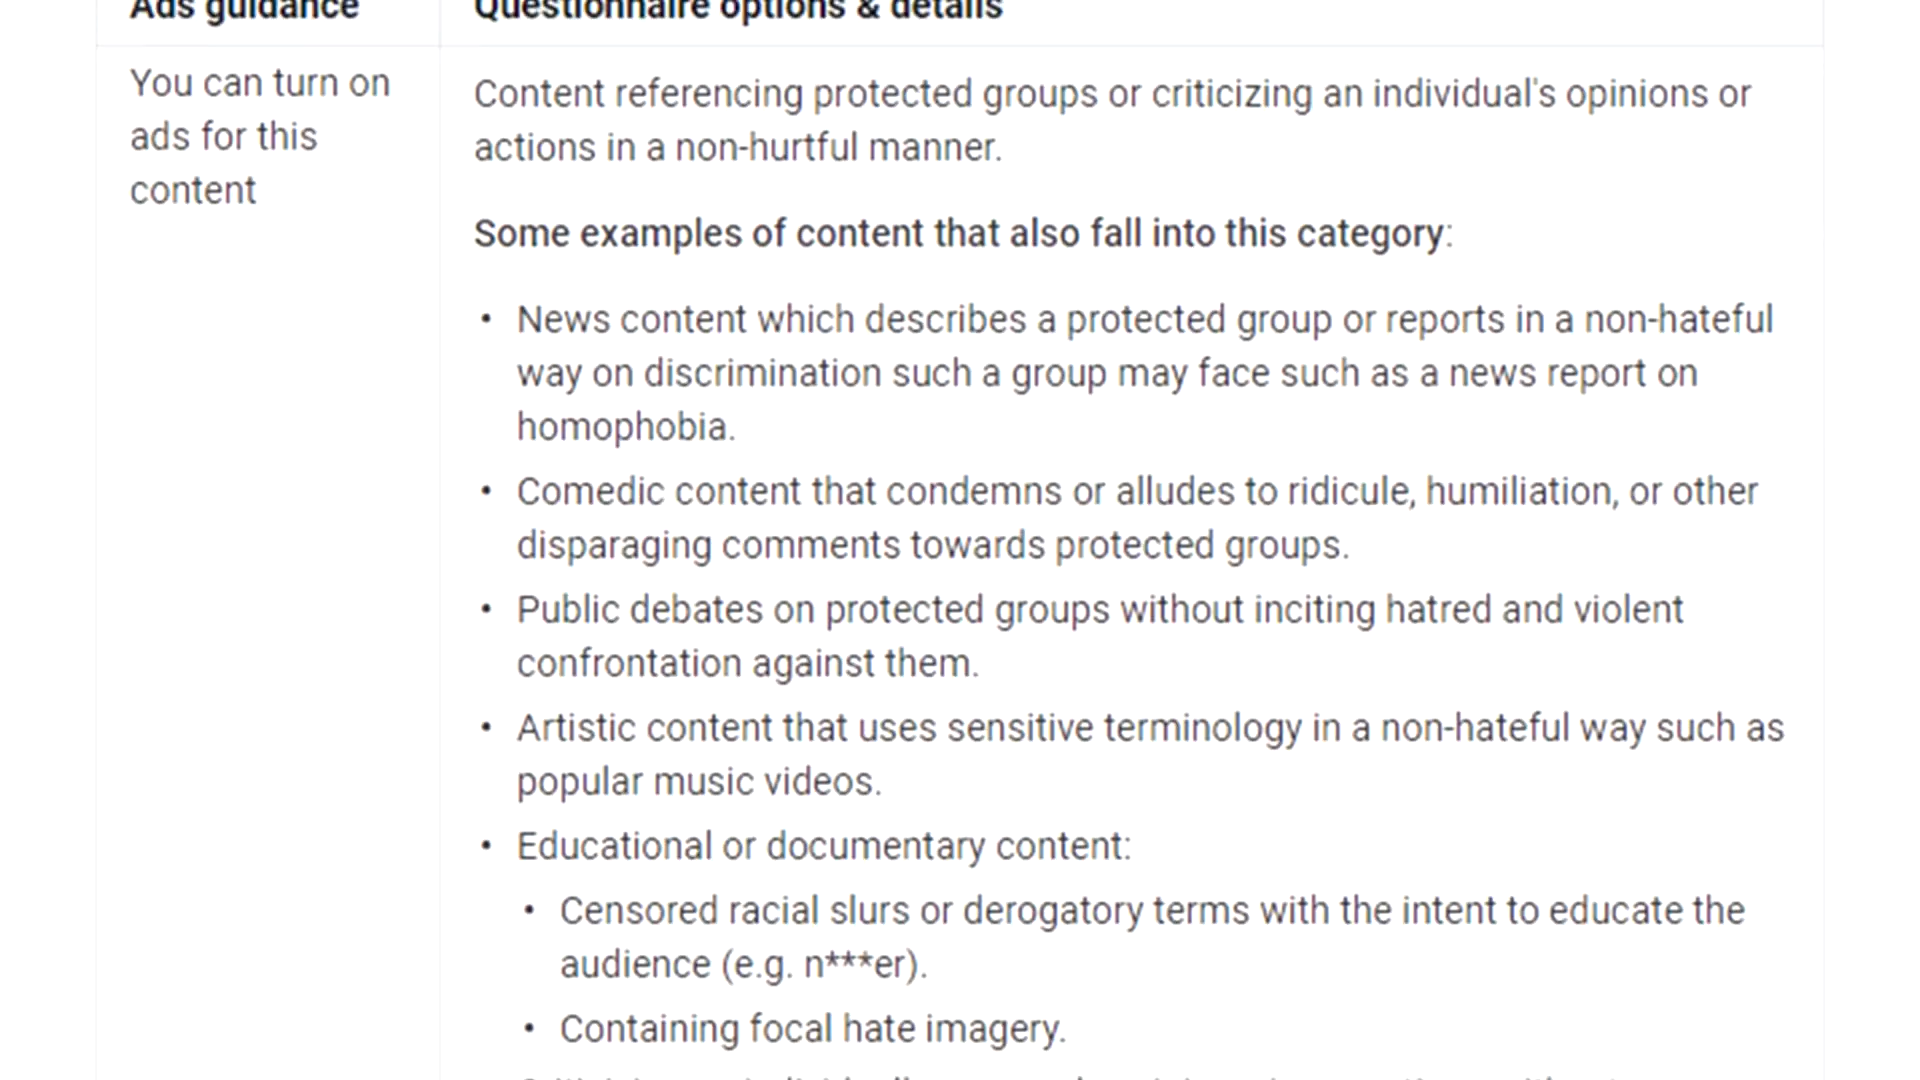 Ads guidance
Questionnaire options & details
You can turn on
ads for this
content
Content referencing protected groups or criticizing an individual's opinions or
actions in a non-hurtful manner.
Some examples of content that also fall into this category:
• News content which describes a protected group or reports in a non-hateful
way on discrimination such a group may face such as a news report on
homophobia.
• Comedic content that condemns or alludes to ridicule, humiliation, or other
disparaging comments towards protected groups.
• Public debates on protected groups without inciting hatred and violent
confrontation against them.
• Artistic content that uses sensitive terminology in a non-hateful way such as
popular music videos.
• Educational or documentary content:
• Censored racial slurs or derogatory terms with the intent to educate the
audience (e.g. n***er).
• Containing focal hate imagery.